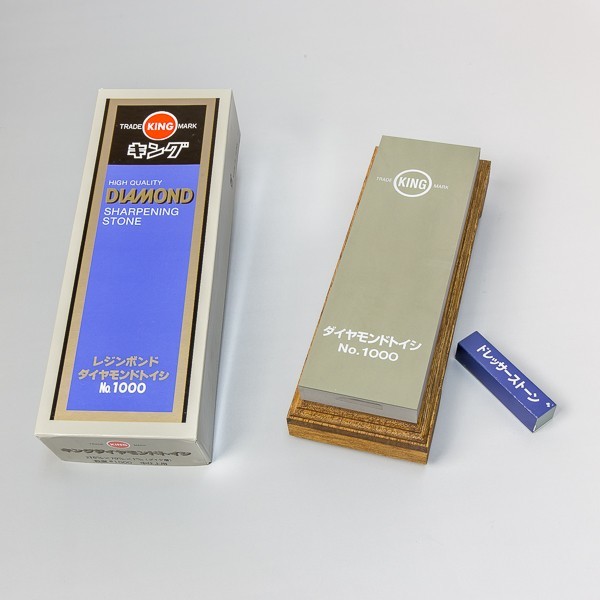 TRADE KING MARK
キング
HIGH QUALITY
DIAMOND
SHARPENING
STONE
レジンボンド
ダイヤモンドトイシ
No.1000
KING
キングダイヤモンドトイシ
TRADE KING MARK
ダイヤモンドトイシ
No.1000
ドレッサーストーン